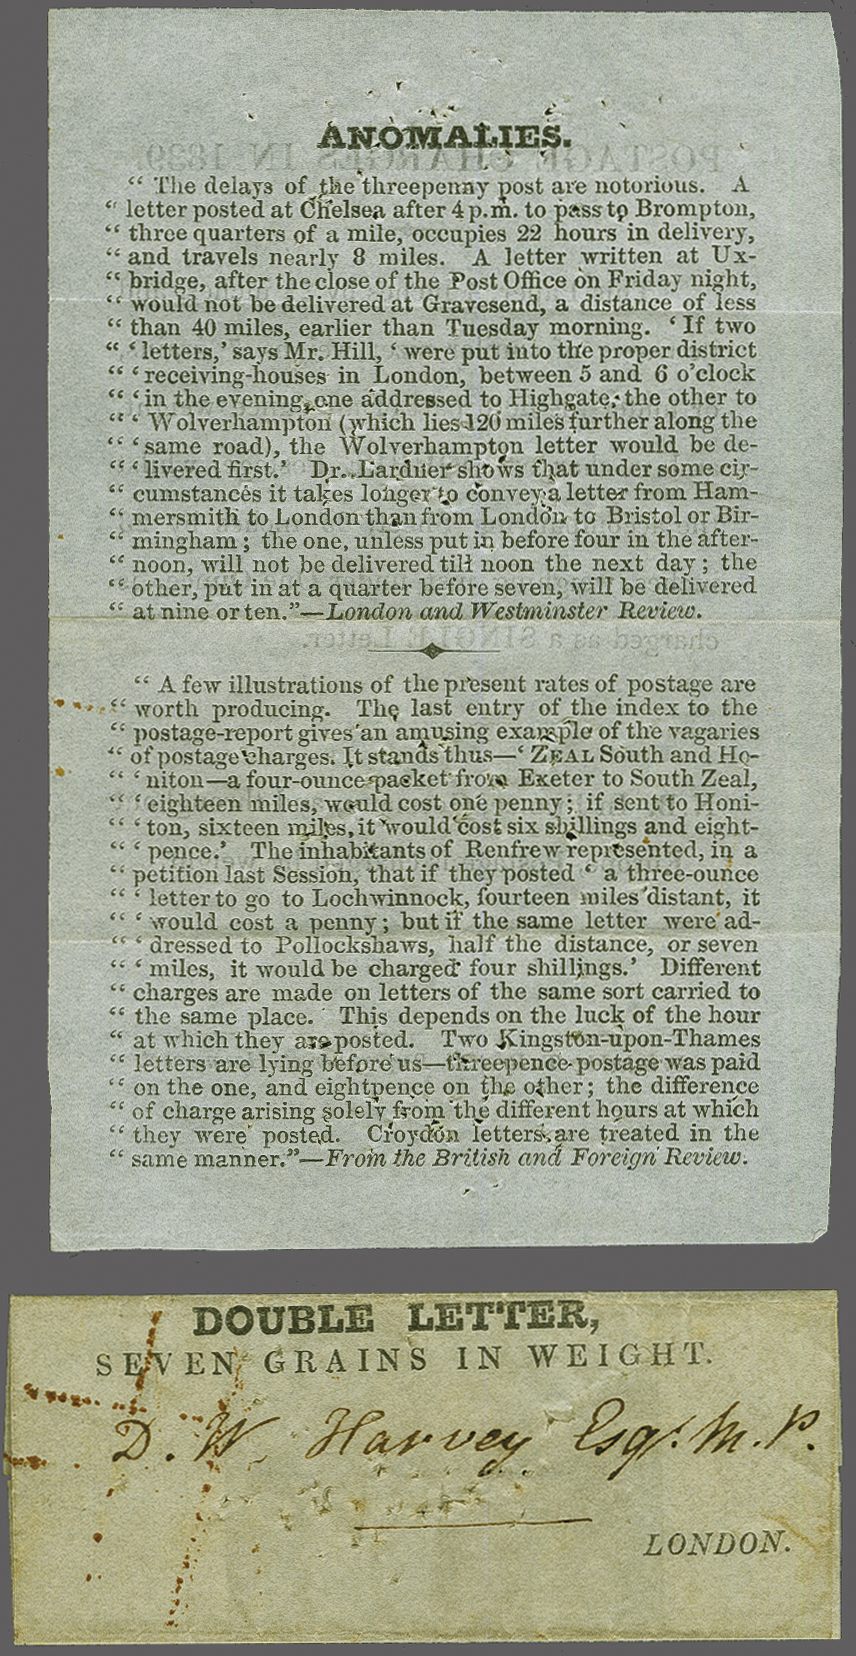 ANOMALIES.
“ The delays of the threepenny post are notorious. A
“ letter posted at Chelsea after 4 p.m. to pass to Brompton,
“ three quarters of a mile, occupies 22 hours in delivery,
“ and travels nearly 8 miles. A letter written at Ux-
“ bridge, after the close of the Post Office on Friday night,
“ would not be delivered at Gravesend, a distance of less
“ than 40 miles, earlier than Tuesday morning. ‘ If two
“ ‘ letters,’ says Mr. Hill, ‘ were put into the proper district
“ ‘ receiving-houses in London, between 5 and 6 o’clock
“ ‘ in the evening, one addressed to Highgate, the other to
“ ‘ Wolverhampton (which lies 120 miles further along the
“ ‘ same road), the Wolverhampton letter would be de-
“ ‘ livered first.’ Dr. Lardner shows that under some cir-
“ cumstances it takes longer to convey a letter from Ham-
“ mersmith to London than from London to Bristol or Bir-
“ mingham ; the one, unless put in before four in the after-
“ noon, will not be delivered till noon the next day ; the
“ other, put in at a quarter before seven, will be delivered
“ at nine or ten.”—London and Westminster Review.
“ A few illustrations of the present rates of postage are
“ worth producing. The last entry of the index to the
“ postage-report gives an amusing example of the vagaries
“ of postage charges. It stands thus—‘ ZEAL South and Ho-
“ ‘ niton—a four-ounce packet from Exeter to South Zeal,
“ ‘ eighteen miles, would cost one penny ; if sent to Honi-
“ ‘ ton, sixteen miles, it would cost six shillings and eight-
“ ‘ pence.’ The inhabitants of Renfrew represented, in a
“ petition last Session, that if they posted ‘ a three-ounce
“ ‘ letter to go to Lochwinnock, fourteen miles distant, it
“ ‘ would cost a penny ; but if the same letter were ad-
“ ‘ dressed to Pollockshaws, half the distance, or seven
“ ‘ miles, it would be charged four shillings.’ Different
“ charges are made on letters of the same sort carried to
“ the same place. This depends on the luck of the hour
“ at which they are posted. Two Kingston-upon-Thames
“ letters are lying before us—threepence postage was paid
“ on the one, and eightpence on the other ; the difference
“ of charge arising solely from the different hours at which
“ they were posted. Croydon letters are treated in the
“ same manner.”—From the British and Foreign Review.
DOUBLE LETTER,
SEVEN GRAINS IN WEIGHT.
D. W Harvey Esqr. M. P.
LONDON.